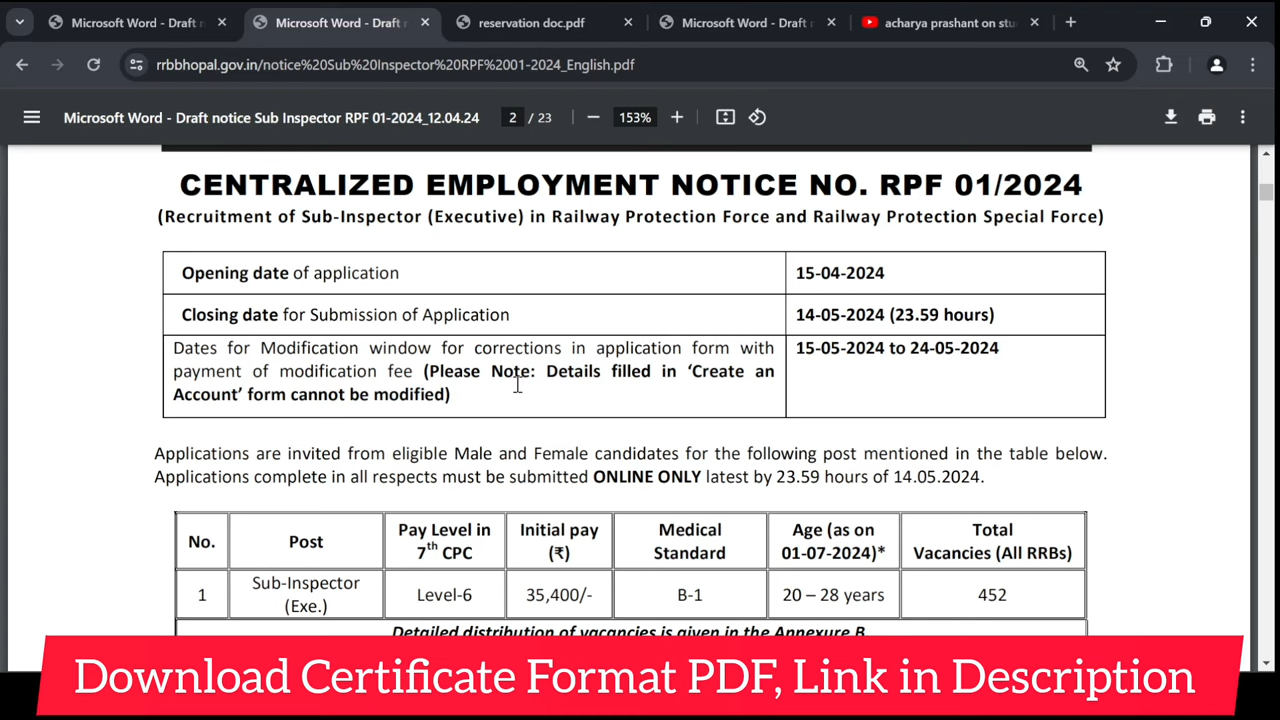 Microsoft Word - Draft n
Microsoft Word - Draft n
reservation doc.pdf
Microsoft Word - Draft n
acharya prashant on stu
rrbbhopal.gov.in/notice%20Sub%20Inspector%20RPF%2001-2024_English.pdf
Microsoft Word - Draft notice Sub Inspector RPF 01-2024_12.04.24
2 / 23
153%
CENTRALIZED EMPLOYMENT NOTICE NO. RPF 01/2024
(Recruitment of Sub-Inspector (Executive) in Railway Protection Force and Railway Protection Special Force)
Opening date of application 15-04-2024
Closing date for Submission of Application 14-05-2024 (23.59 hours)
Dates for Modification window for corrections in application form with 15-05-2024 to 24-05-2024
payment of modification fee (Please Note: Details filled in ‘Create an
Account’ form cannot be modified)
Applications are invited from eligible Male and Female candidates for the following post mentioned in the table below.
Applications complete in all respects must be submitted ONLINE ONLY latest by 23.59 hours of 14.05.2024.
No. Post Pay Level in 7th CPC Initial pay (₹) Medical Standard Age (as on 01-07-2024)* Total Vacancies (All RRBs)
1 Sub-Inspector (Exe.) Level-6 35,400/- B-1 20 – 28 years 452
Detailed distribution of vacancies is given in the Annexure B
Download Certificate Format PDF, Link in Description